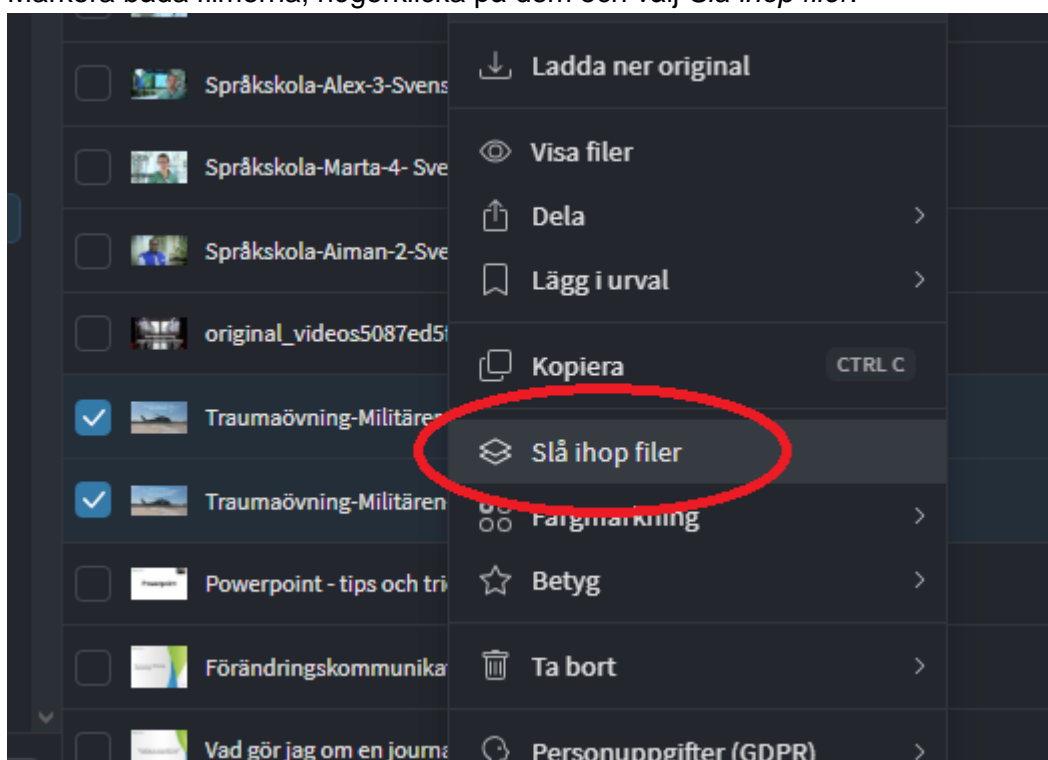 Markera båda filmerna, högerklicka på dem och välj Slå ihop filer.
Ladda ner original
Språkskola-Alex-3-Svens
Visa filer
Språkskola-Marta-4- Sve
Dela
Språkskola-Aiman-2-Sve
Lägg i urval
original_videos5087ed5
Kopiera CTRL C
Traumaövning-Militären
Slå ihop filer
Traumaövning-Militären
Färgmärkning
Betyg
Powerpoint - tips och tri
Ta bort
Förändringskommunika
Vad gör jag om en journa
Personuppgifter (GDPR)